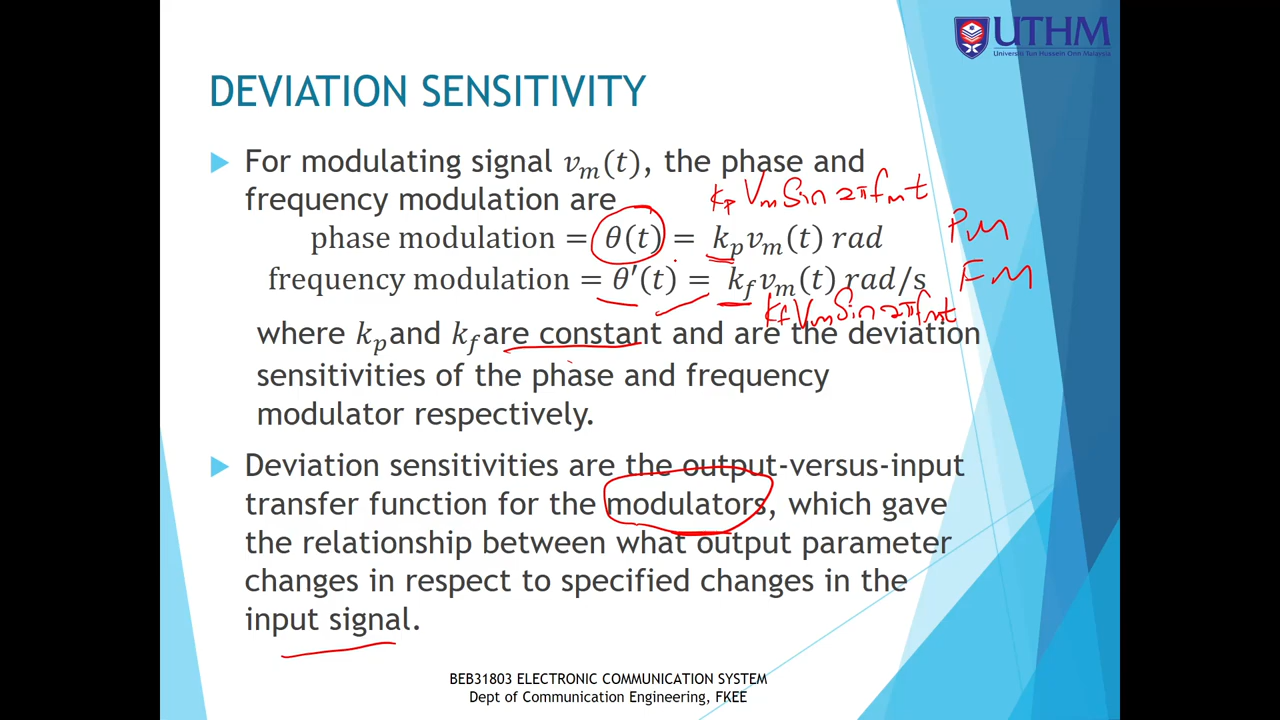 UTHM
Universiti Tun Hussein Onn Malaysia
DEVIATION SENSITIVITY
For modulating signal vₘ(t), the phase and
frequency modulation are
kp Vm Sin 2πfmt
phase modulation = θ(t) = kₚvₘ(t) rad
PM
frequency modulation = θ′(t) = k_f vₘ(t) rad/s
FM
kf Vm Sin 2πfmt
where kₚand k_f are constant and are the deviation
sensitivities of the phase and frequency
modulator respectively.
Deviation sensitivities are the output-versus-input
transfer function for the modulators, which gave
the relationship between what output parameter
changes in respect to specified changes in the
input signal.
BEB31803 ELECTRONIC COMMUNICATION SYSTEM
Dept of Communication Engineering, FKEE